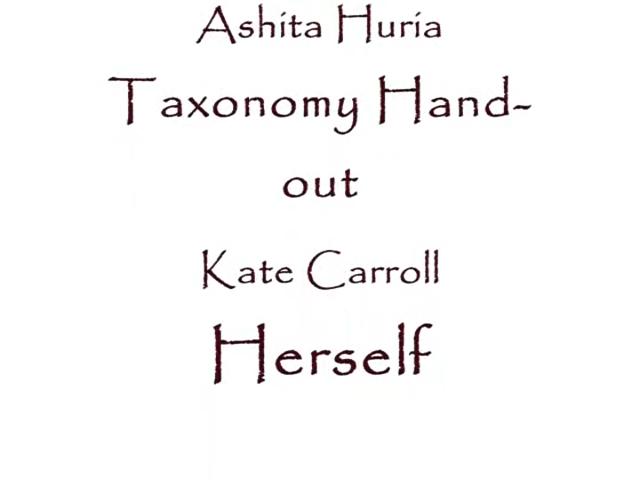 Ashita Huria
Taxonomy Hand-
out
Kate Carroll
Herself